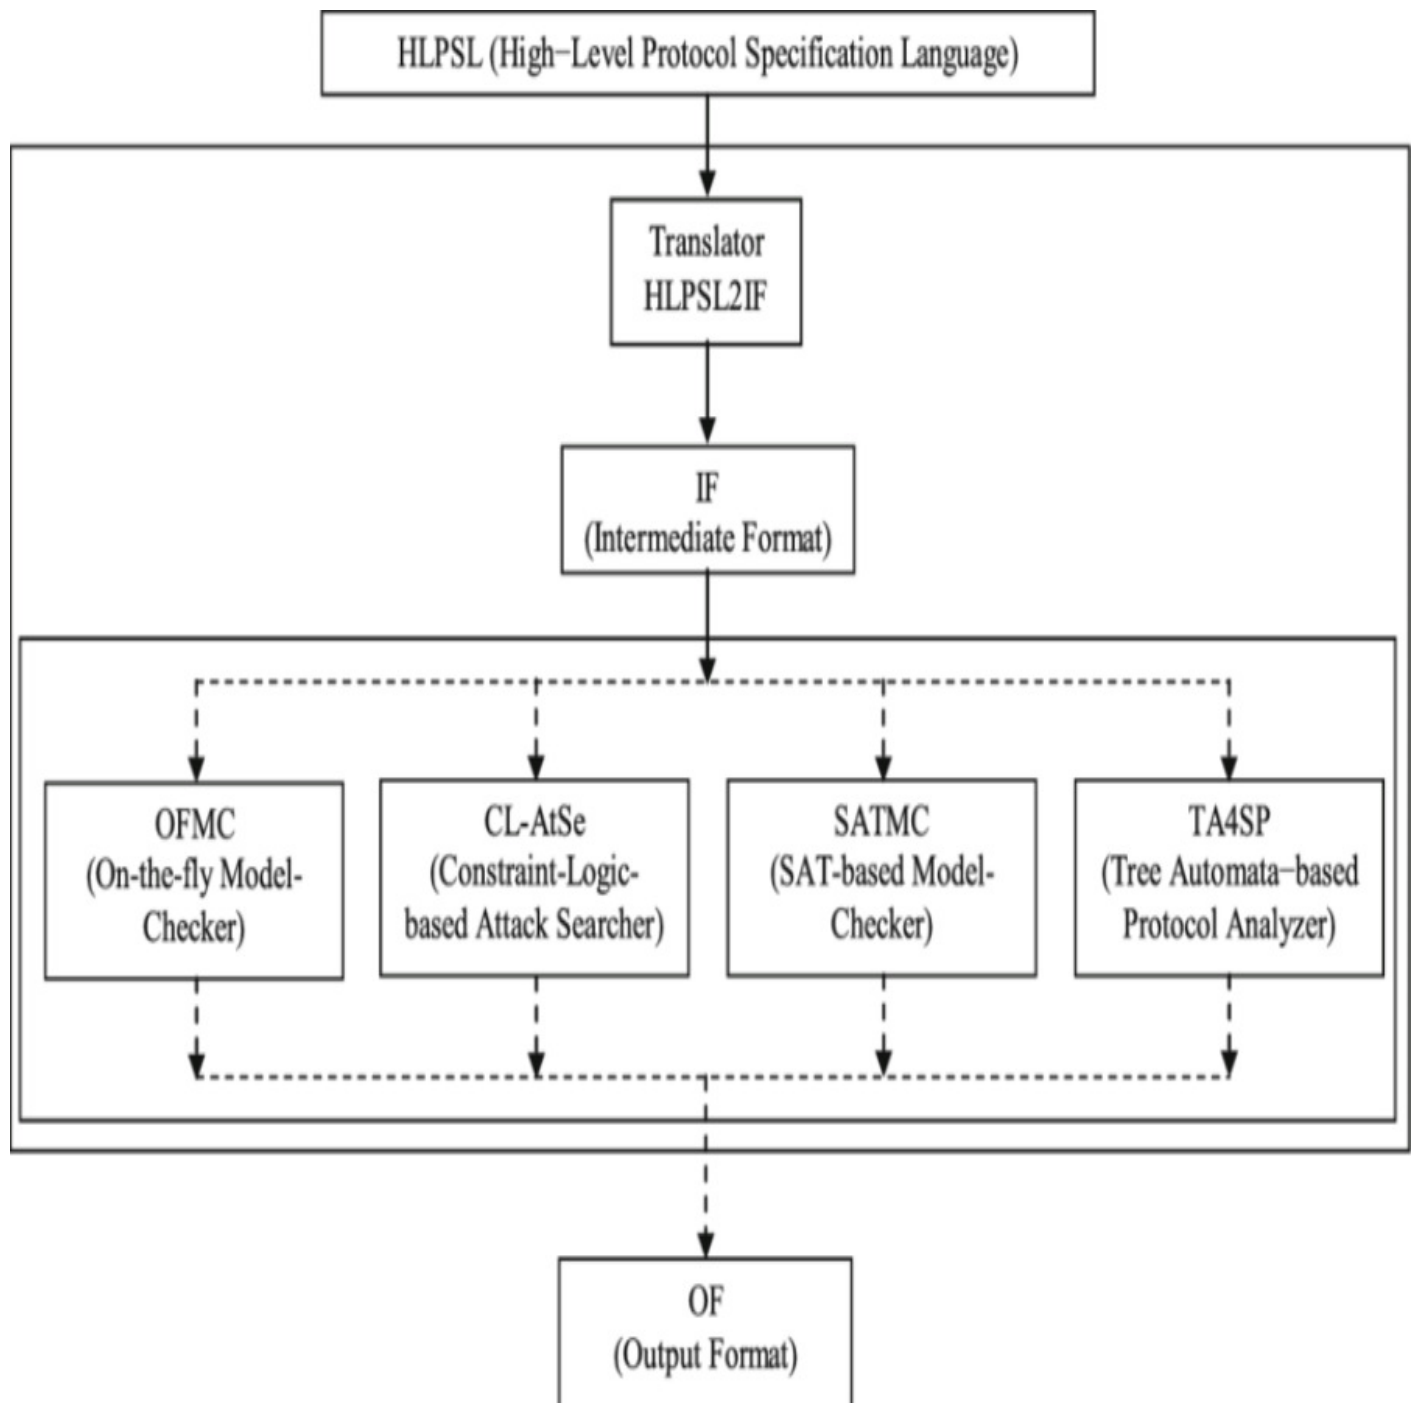 HLPSL (High−Level Protocol Specification Language)
Translator
HLPSL2IF
IF
(Intermediate Format)
OFMC
(On-the-fly Model-
Checker)
CL-AtSe
(Constraint-Logic-
based Attack Searcher)
SATMC
(SAT-based Model-
Checker)
TA4SP
(Tree Automata−based
Protocol Analyzer)
OF
(Output Format)